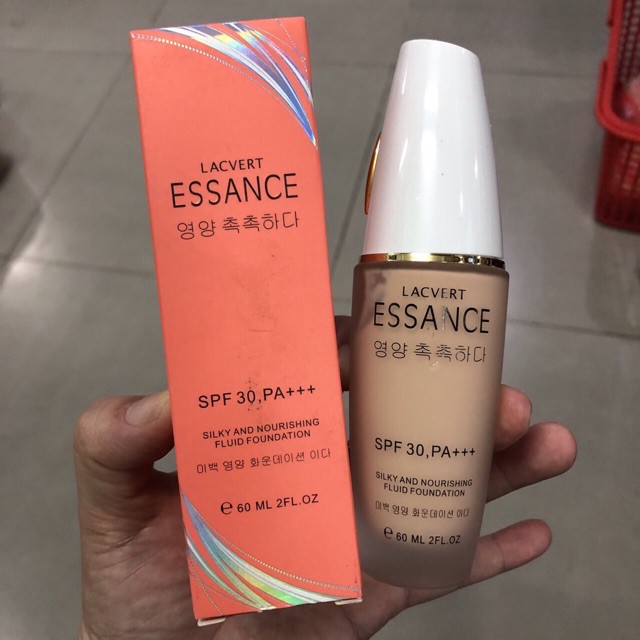 LACVERT
ESSANCE
영양 촉촉하다
SPF 30,PA+++
SILKY AND NOURISHING
FLUID FOUNDATION
미백 영양 화운데이션 이다
e 60 ML 2FL.OZ
LACVERT
ESSANCE
영양 촉촉하다
SPF 30,PA+++
SILKY AND NOURISHING
FLUID FOUNDATION
미백 영양 화운데이션 이다
e 60 ML 2FL.OZ